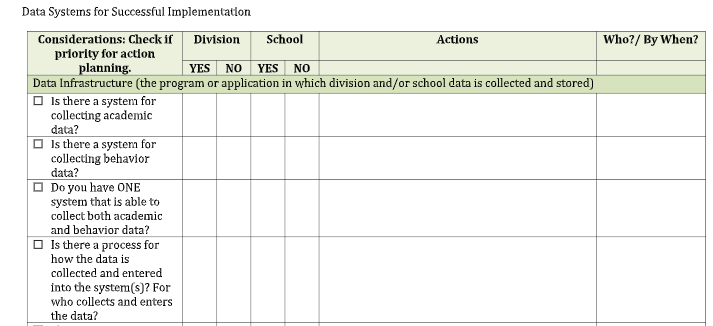 Data Systems for Successful Implementation
Considerations: Check if priority for action planning.
Division
School
Actions
Who?/ By When?
YES NO YES NO
Data Infrastructure (the program or application in which division and/or school data is collected and stored)
☐ Is there a system for
collecting academic
data?
☐ Is there a system for
collecting behavior
data?
☐ Do you have ONE
system that is able to
collect both academic
and behavior data?
☐ Is there a process for
how the data is
collected and entered
into the system(s)? For
who collects and enters
the data?